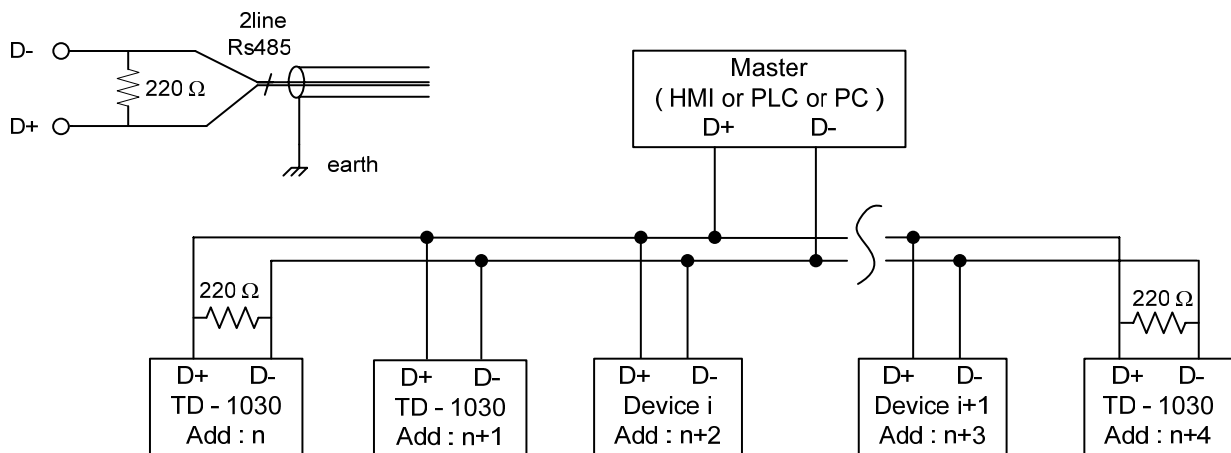 2line
Rs485
D-
220 Ω
D+
earth
Master
( HMI or PLC or PC )
D+ D-
220 Ω
220 Ω
D+ D-
TD - 1030
Add : n
D+ D-
TD - 1030
Add : n+1
D+ D-
Device i
Add : n+2
D+ D-
Device i+1
Add : n+3
D+ D-
TD - 1030
Add : n+4